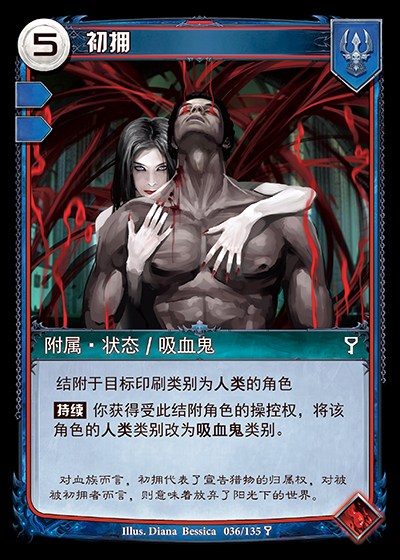 5 初拥
附属·状态 / 吸血鬼
结附于目标印刷类别为人类的角色
持续 你获得受此结附角色的操控权，将该
角色的人类类别改为吸血鬼类别。
对血族而言，初拥代表了宣告猎物的归属权，对被
被初拥者而言，则意味着放弃了阳光下的世界。
Illus. Diana Bessica 036/135